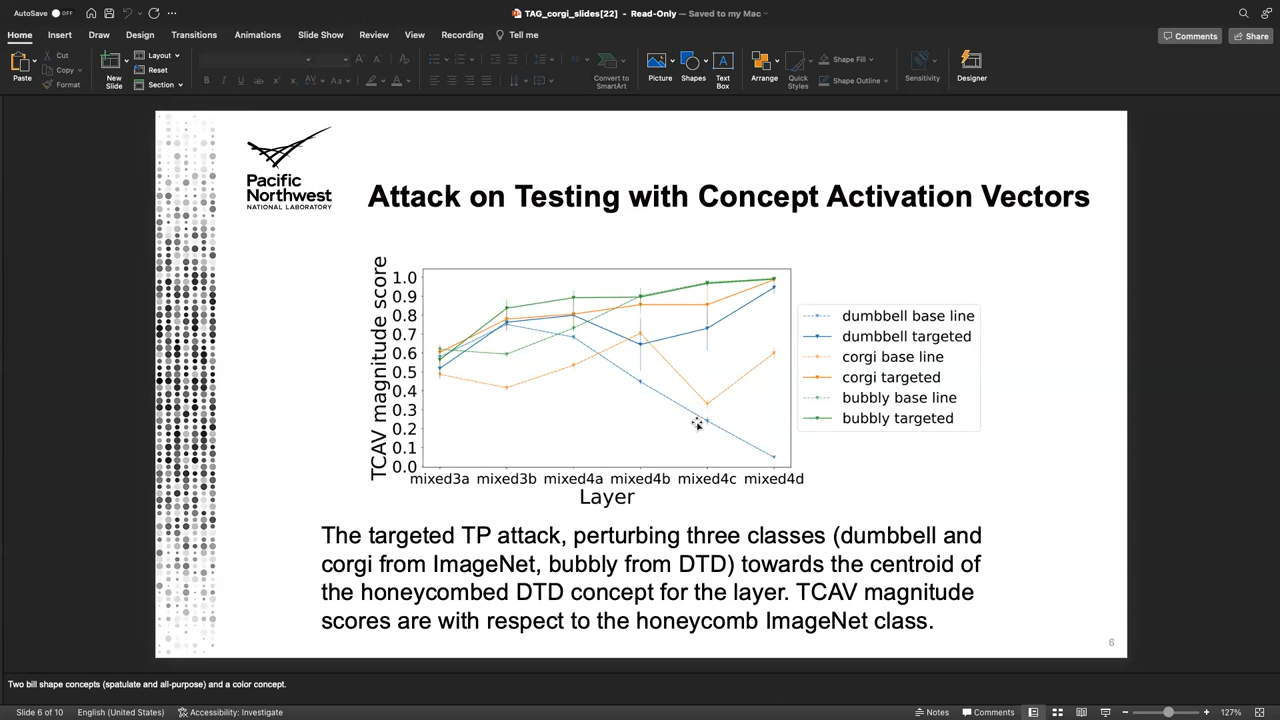 AutoSave OFF
TAG_corgi_slides[22] - Read-Only — Saved to my Mac
Home Insert Draw Design Transitions Animations Slide Show Review View Recording Tell me
Comments Share
Paste
Cut
Copy
Format
New Slide
Layout
Reset
Section
B I U
Convert to SmartArt
Picture
Shapes
Text Box
Arrange
Quick Styles
Shape Fill
Shape Outline
Sensitivity
Designer
Pacific
Northwest
NATIONAL LABORATORY
Attack on Testing with Concept Activation Vectors
TCAV magnitude score
1.0
0.9
0.8
0.7
0.6
0.5
0.4
0.3
0.2
0.1
0.0
mixed3a mixed3b mixed4a mixed4b mixed4c mixed4d
Layer
dumbbell base line
dumbbell targeted
corgi base line
corgi targeted
bubbly base line
bubbly targeted
The targeted TP attack, perturbing three classes (dumbbell and
corgi from ImageNet, bubbly from DTD) towards the centroid of
the honeycombed DTD concept for the layer. TCAV magnitude
scores are with respect to the honeycomb ImageNet class.
6
Two bill shape concepts (spatulate and all-purpose) and a color concept.
Slide 6 of 10 English (United States) Accessibility: Investigate
Notes Comments 127%